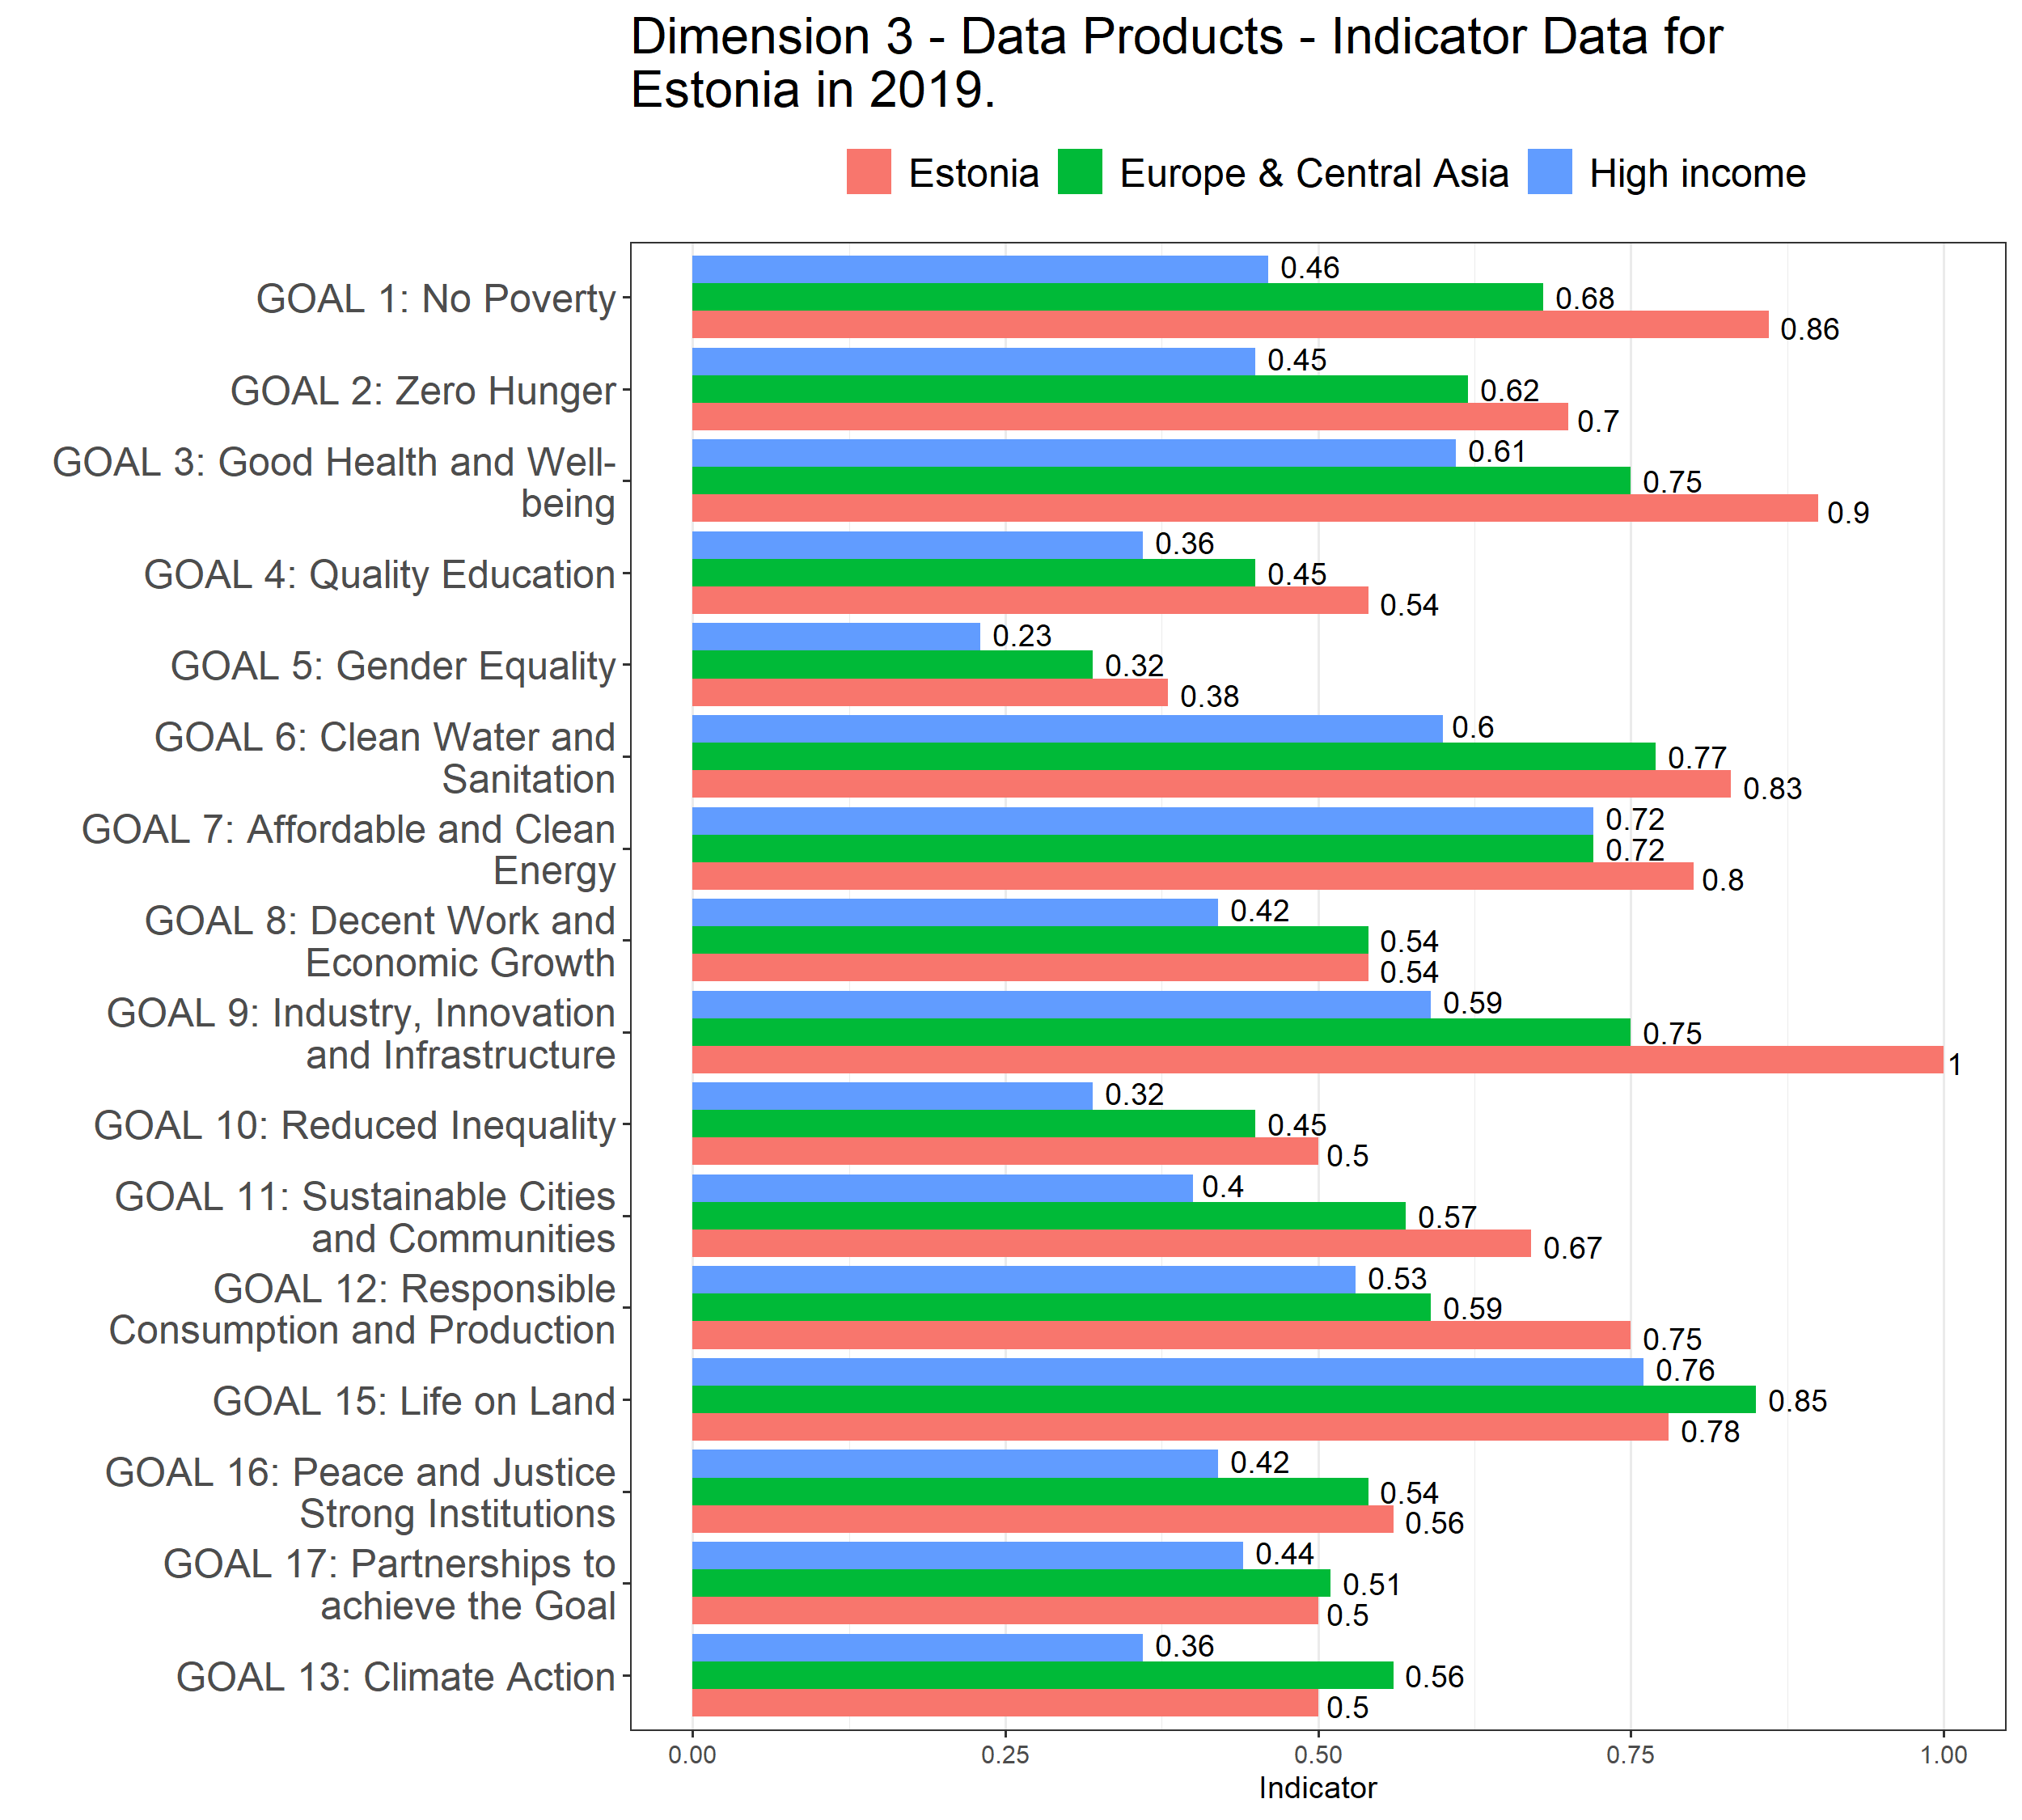 Dimension 3 - Data Products - Indicator Data for
Estonia in 2019.
Estonia Europe & Central Asia High income
GOAL 1: No Poverty
0.46
0.68
0.86
GOAL 2: Zero Hunger
0.45
0.62
0.7
GOAL 3: Good Health and Well-
being
0.61
0.75
0.9
GOAL 4: Quality Education
0.36
0.45
0.54
GOAL 5: Gender Equality
0.23
0.32
0.38
GOAL 6: Clean Water and
Sanitation
0.6
0.77
0.83
GOAL 7: Affordable and Clean
Energy
0.72
0.72
0.8
GOAL 8: Decent Work and
Economic Growth
0.42
0.54
0.54
GOAL 9: Industry, Innovation
and Infrastructure
0.59
0.75
1
GOAL 10: Reduced Inequality
0.32
0.45
0.5
GOAL 11: Sustainable Cities
and Communities
0.4
0.57
0.67
GOAL 12: Responsible
Consumption and Production
0.53
0.59
0.75
GOAL 15: Life on Land
0.76
0.85
0.78
GOAL 16: Peace and Justice
Strong Institutions
0.42
0.54
0.56
GOAL 17: Partnerships to
achieve the Goal
0.44
0.51
0.5
GOAL 13: Climate Action
0.36
0.56
0.5
0.00 0.25 0.50 0.75 1.00
Indicator